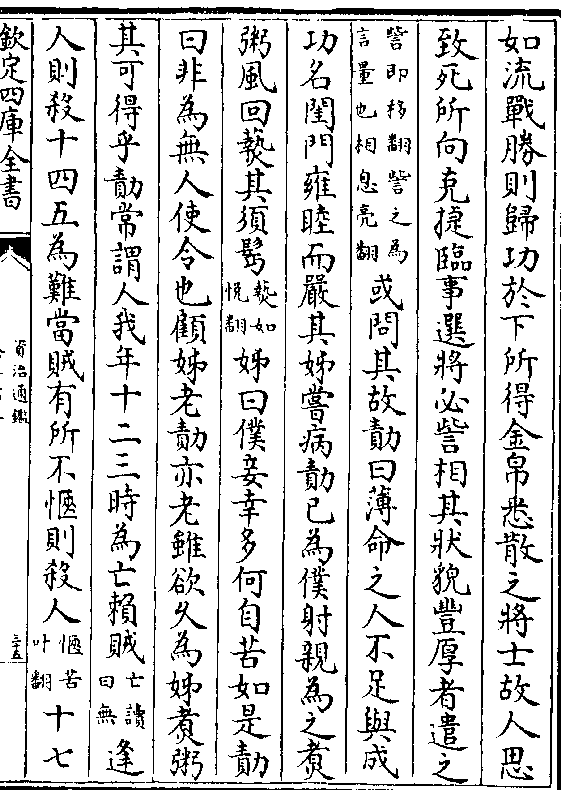 如流戰勝則歸功於下所得金帛悉散之將士故人思
致死所向克捷臨事選將必訾相其狀貌豐厚者遣之
訾即移翻訾之為
言量也相息亮翻
或問其故勣曰薄命之人不足與成
功名閨門雍睦而嚴其姊嘗病勣已為僕射親為之煮
粥風回爇其須髩
爇如
悅翻
姊曰僕妾幸多何自苦如是勣
曰非為無人使令也顧姊老勣亦老雖欲久為姊煮粥
其可得乎勣常謂人我年十二三時為亡賴賊
亡讀
曰無
逢
人則殺十四五為難當賊有所不愜則殺人
愜苦
叶翻
十七
欽定四庫全書
資治通鑑